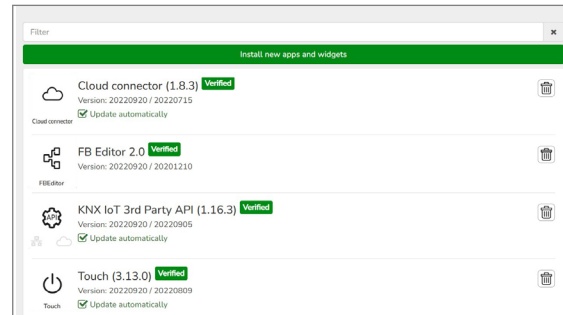 Filter
Install new apps and widgets
Cloud connector (1.8.3) Verified
Version: 20220920 / 20220715
Update automatically
Cloud connector
FB Editor 2.0 Verified
Version: 20220920 / 20201210
FBEditor
KNX IoT 3rd Party API (1.16.3) Verified
API
Version: 20220920 / 20220905
Update automatically
Touch (3.13.0) Verified
Version: 20220920 / 20220809
Update automatically
Touch